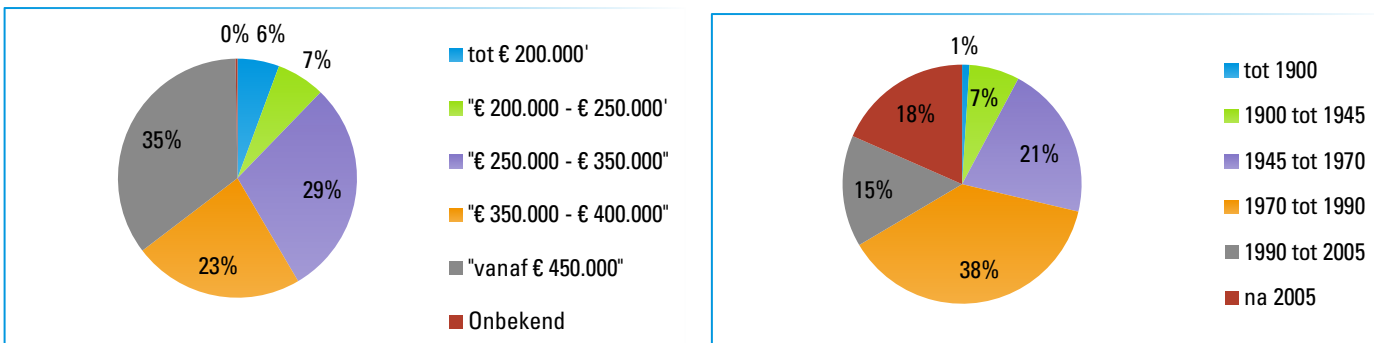 0% 6%
7%
29%
23%
35%
tot € 200.000'
"€ 200.000 - € 250.000'
"€ 250.000 - € 350.000"
"€ 350.000 - € 400.000"
"vanaf € 450.000"
Onbekend
1%
7%
21%
38%
15%
18%
tot 1900
1900 tot 1945
1945 tot 1970
1970 tot 1990
1990 tot 2005
na 2005